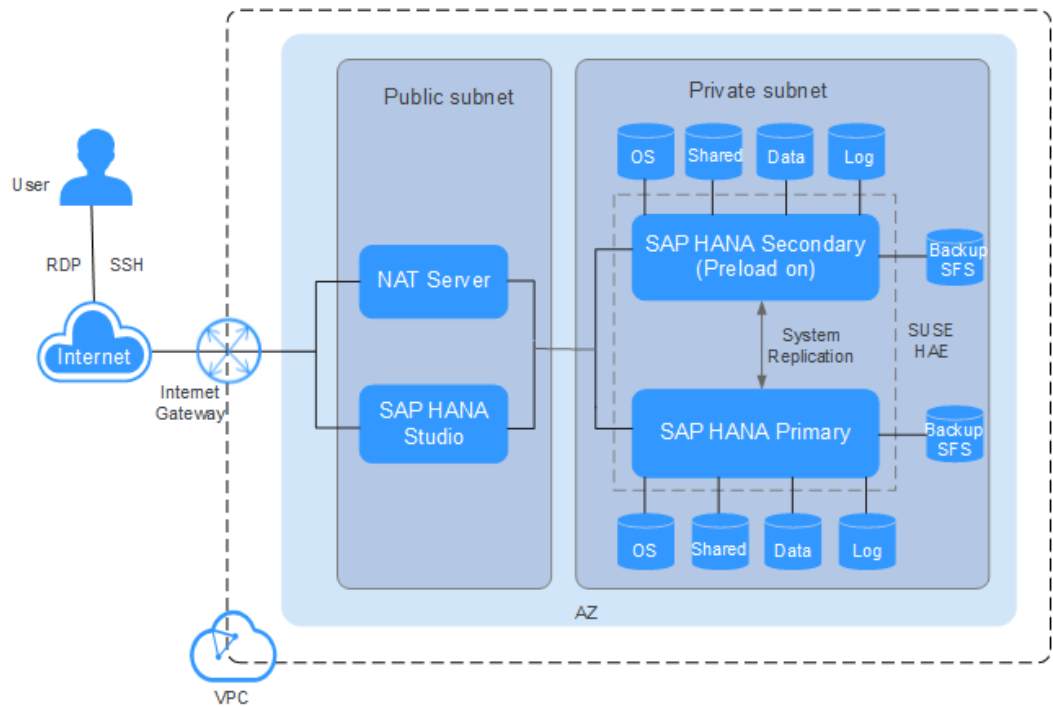 Public subnet
Private subnet
OS
Shared
Data
Log
User
SAP HANA Secondary
(Preload on)
Backup
SFS
RDP
SSH
NAT Server
Internet
Internet
Gateway
System
Replication
SUSE
HAE
SAP HANA
Studio
SAP HANA Primary
Backup
SFS
OS
Shared
Data
Log
AZ
VPC